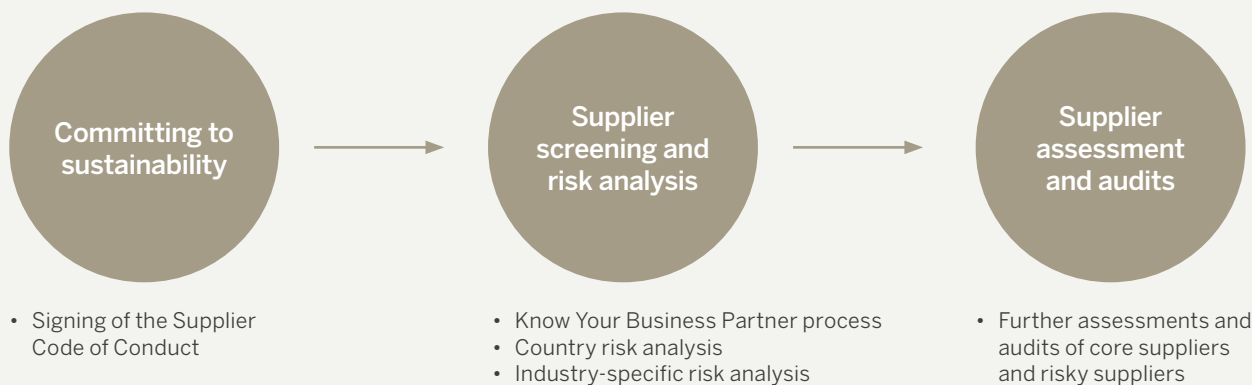 Committing to
sustainability
Supplier
screening and
risk analysis
Supplier
assessment
and audits
• Signing of the Supplier
Code of Conduct
• Know Your Business Partner process
• Country risk analysis
• Industry-specific risk analysis
• Further assessments and
audits of core suppliers
and risky suppliers